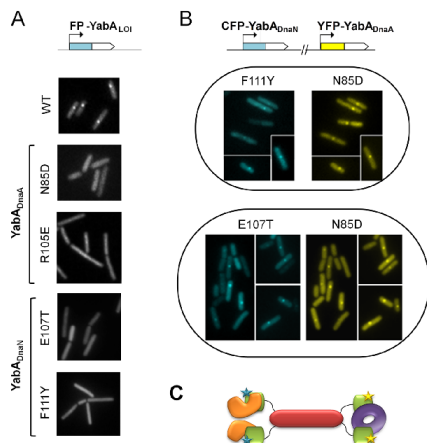 A
FP-YabA LOI
WT
YabA DnaA
N85D
R105E
YabA DnaN
E107T
F111Y
B
CFP-YabA DnaN
YFP-YabA DnaA
F111Y
N85D
E107T
N85D
C